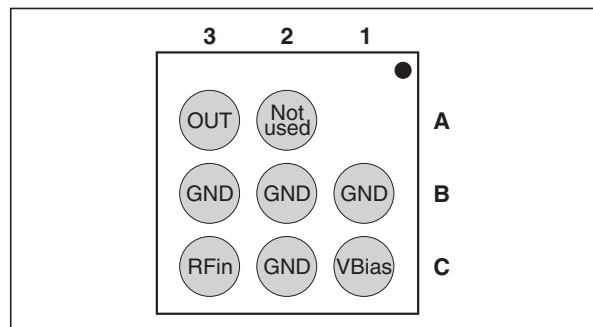 3 2 1
OUT Not used A
GND GND GND B
RFin GND VBias C